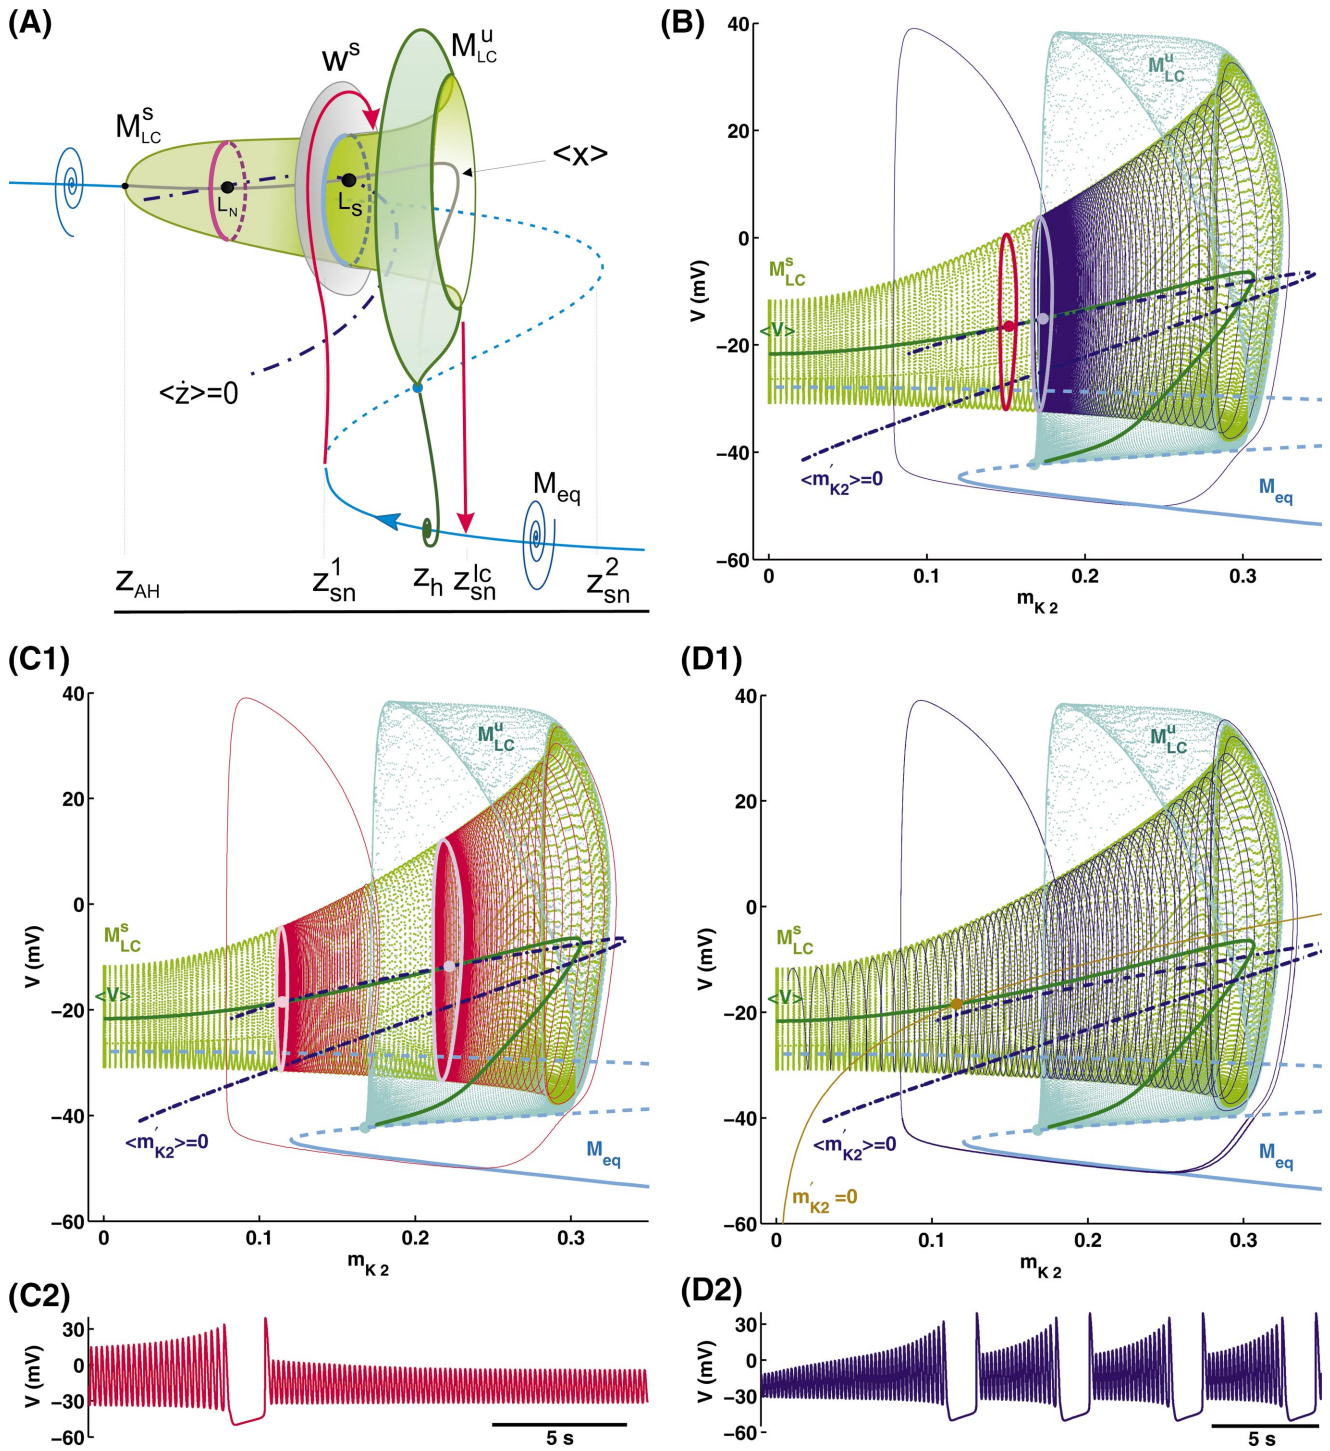 (A)
W^s
M^s_LC
M^u_LC
<x>
L_N
L_S
<ż>=0
M_eq
z_AH
z^1_sn
z_h
z^lc_sn
z^2_sn
(B)
40
20
0
−20
−40
−60
V (mV)
M^u_LC
M^s_LC
<V>
<m'_K2>=0
M_eq
0
0.1
0.2
0.3
m_K2
(C1)
40
20
0
−20
−40
−60
V (mV)
M^u_LC
M^s_LC
<V>
<m'_K2>=0
M_eq
0
0.1
0.2
0.3
m_K2
(D1)
40
20
0
−20
−40
−60
V (mV)
M^u_LC
M^s_LC
<V>
<m'_K2>=0
m'_K2=0
M_eq
0
0.1
0.2
0.3
m_K2
(C2)
30
0
−30
−60
V (mV)
5 s
(D2)
30
0
−30
−60
V (mV)
5 s